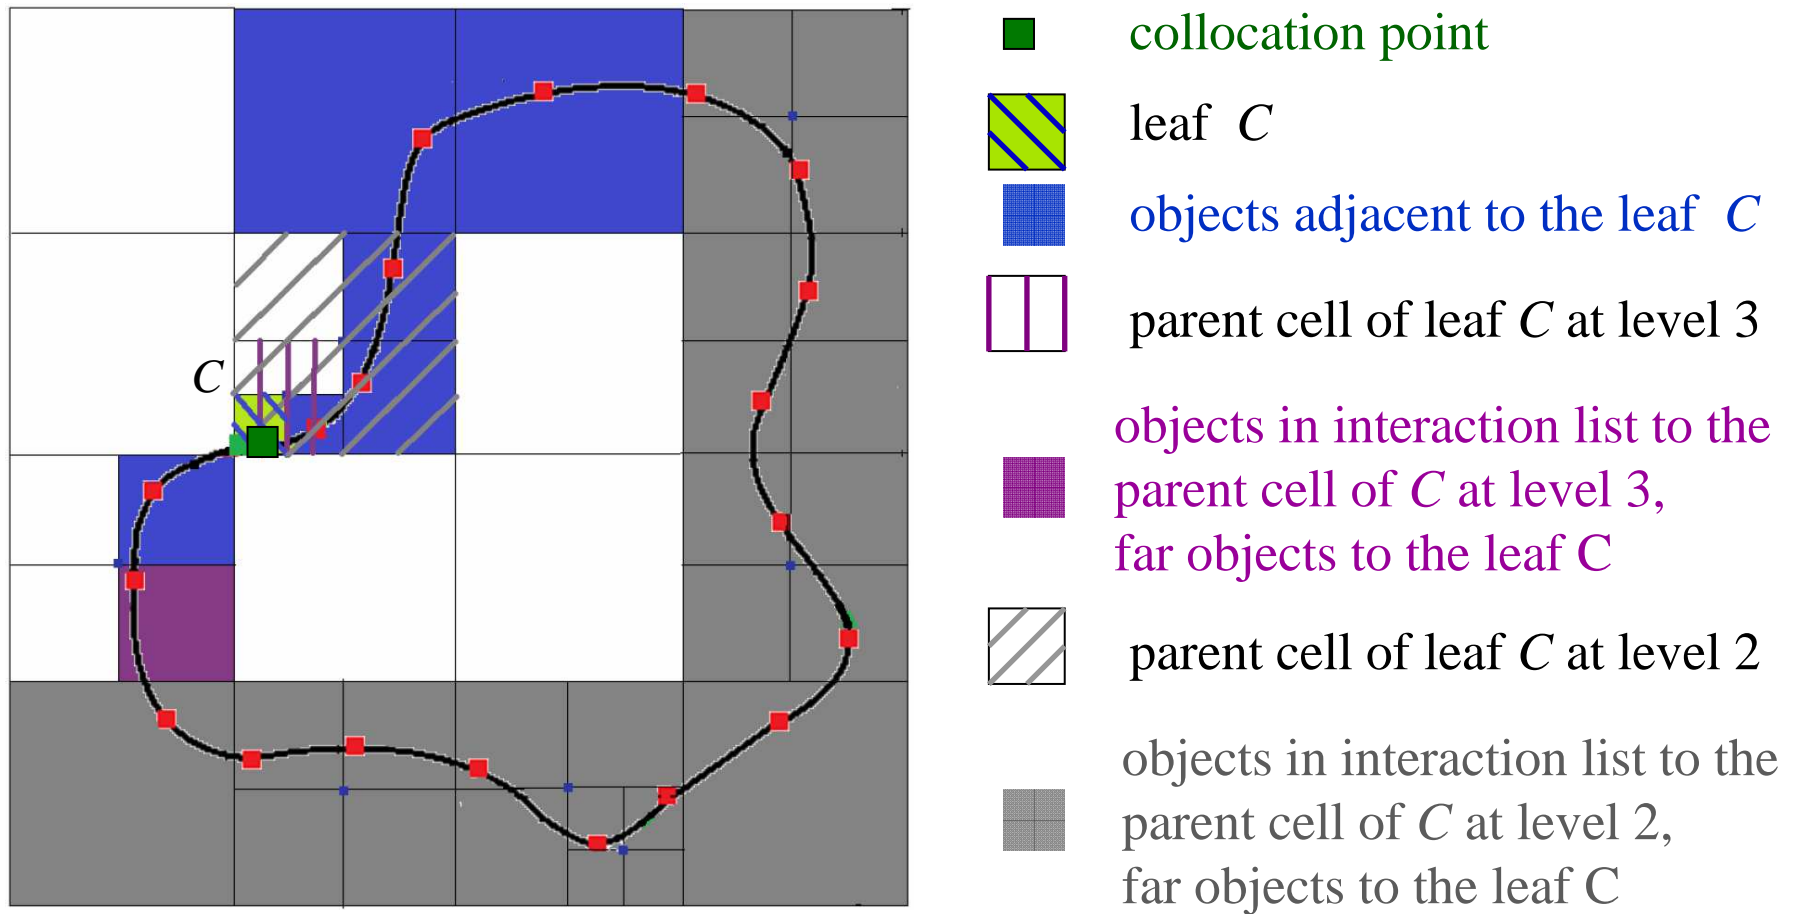 C
collocation point
leaf C
objects adjacent to the leaf C
parent cell of leaf C at level 3
objects in interaction list to the
parent cell of C at level 3,
far objects to the leaf C
parent cell of leaf C at level 2
objects in interaction list to the
parent cell of C at level 2,
far objects to the leaf C